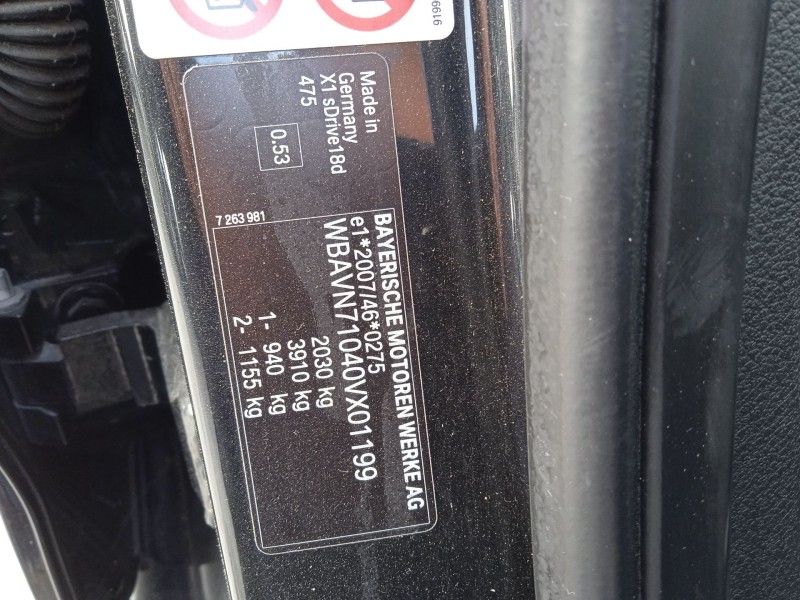 9199
Made in
Germany
X1 sDrive18d
475
0.53
7 263 981
BAYERISCHE MOTOREN WERKE AG
e1*2007/46*0275
WBAVN71040VX01199
2030 kg
3910 kg
1- 940 kg
2- 1155 kg